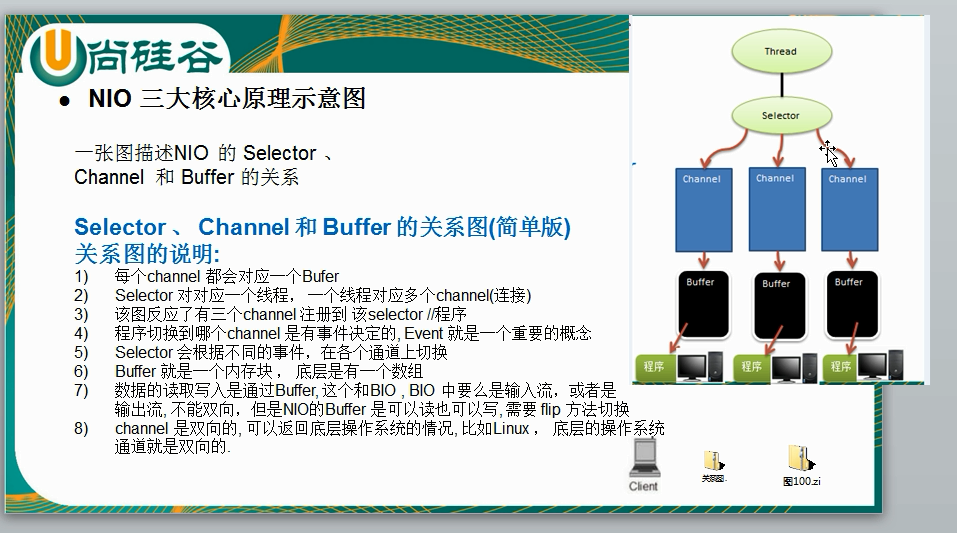 尚硅谷
● NIO 三大核心原理示意图
一张图描述NIO 的 Selector 、
Channel 和 Buffer 的关系
Selector 、 Channel 和 Buffer 的关系图(简单版)
关系图的说明:
1) 每个channel 都会对应一个Bufer
2) Selector 对对应一个线程， 一个线程对应多个channel(连接)
3) 该图反应了有三个channel 注册到 该selector //程序
4) 程序切换到哪个channel 是有事件决定的, Event 就是一个重要的概念
5) Selector 会根据不同的事件，在各个通道上切换
6) Buffer 就是一个内存块 ， 底层是有一个数组
7) 数据的读取写入是通过Buffer, 这个和BIO , BIO 中要么是输入流，或者是
输出流, 不能双向，但是NIO的Buffer 是可以读也可以写, 需要 flip 方法切换
8) channel 是双向的, 可以返回底层操作系统的情况, 比如Linux ， 底层的操作系统
通道就是双向的.
Thread
Selector
Channel
Channel
Channel
Buffer
Buffer
Buffer
程序
程序
程序
Client
图100.zi